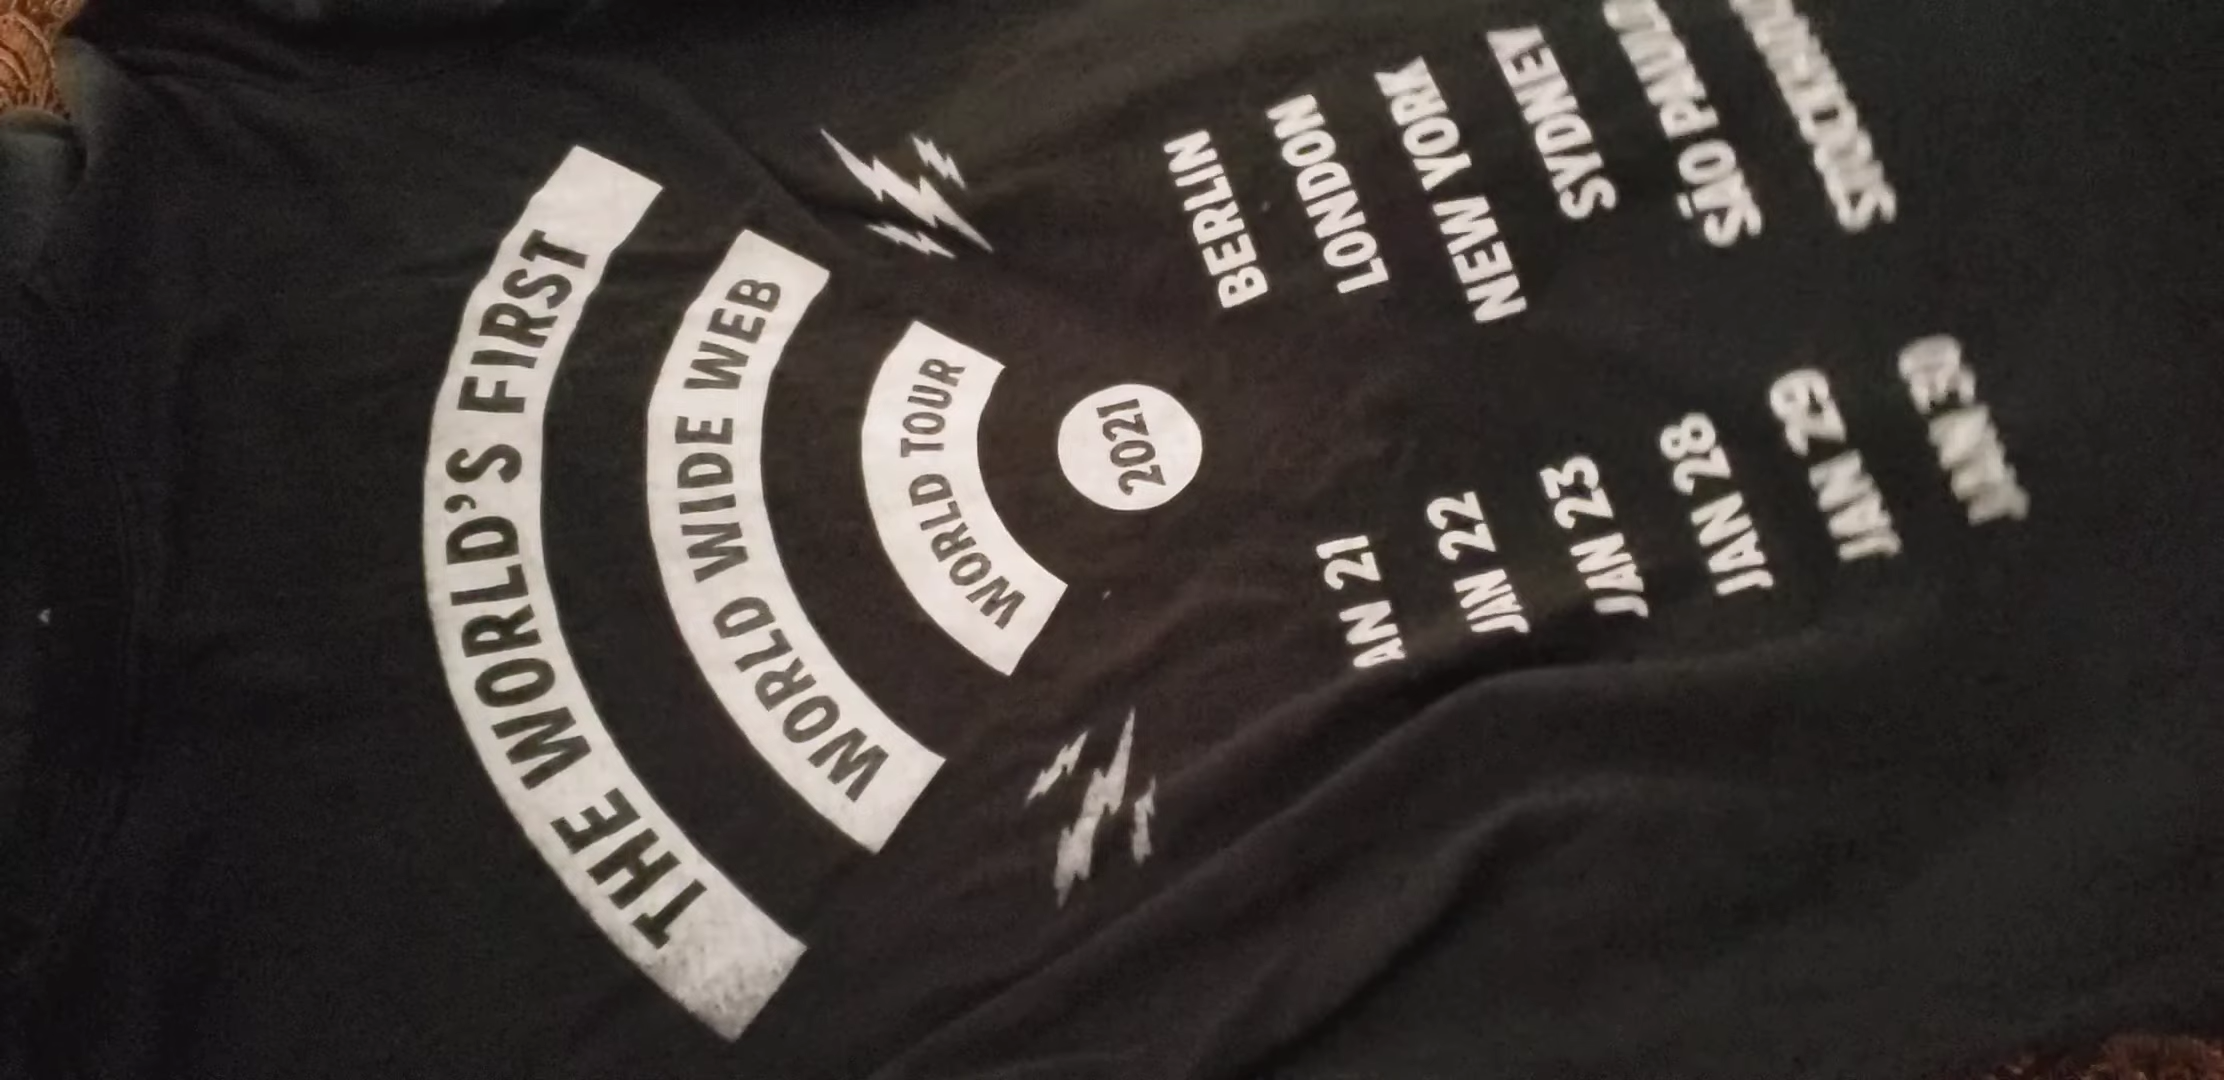 THE WORLD'S FIRST
WORLD WIDE WEB
WORLD TOUR
2021
AN 21 BERLIN
JAN 22 LONDON
JAN 23 NEW YORK
JAN 28 SYDNEY
JAN 29 SÃO PAULO
JAN 30